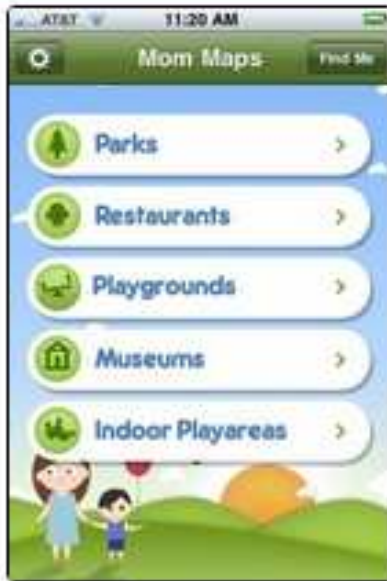 AT&T 11:20 AM
Mom Maps Find Me
Parks
Restaurants
Playgrounds
Museums
Indoor Playareas